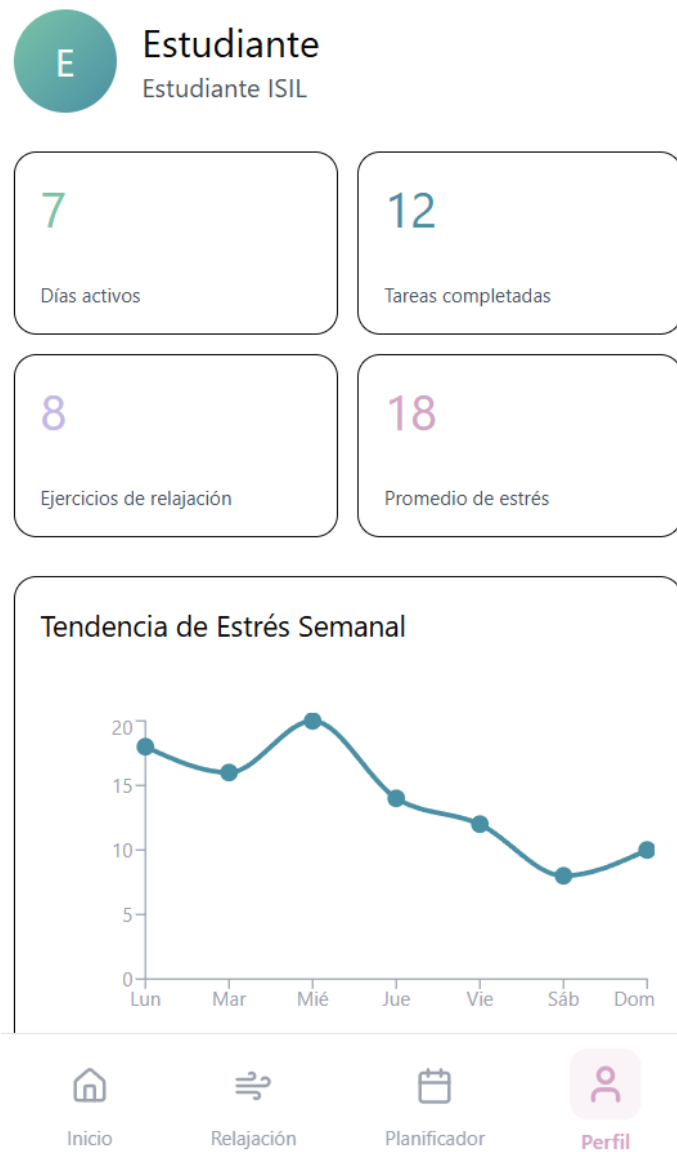 E
Estudiante
Estudiante ISIL
7
12
Días activos
Tareas completadas
8
18
Ejercicios de relajación
Promedio de estrés
Tendencia de Estrés Semanal
20
15
10
5
0
Lun Mar Mié Jue Vie Sáb Dom
Inicio Relajación Planificador Perfil